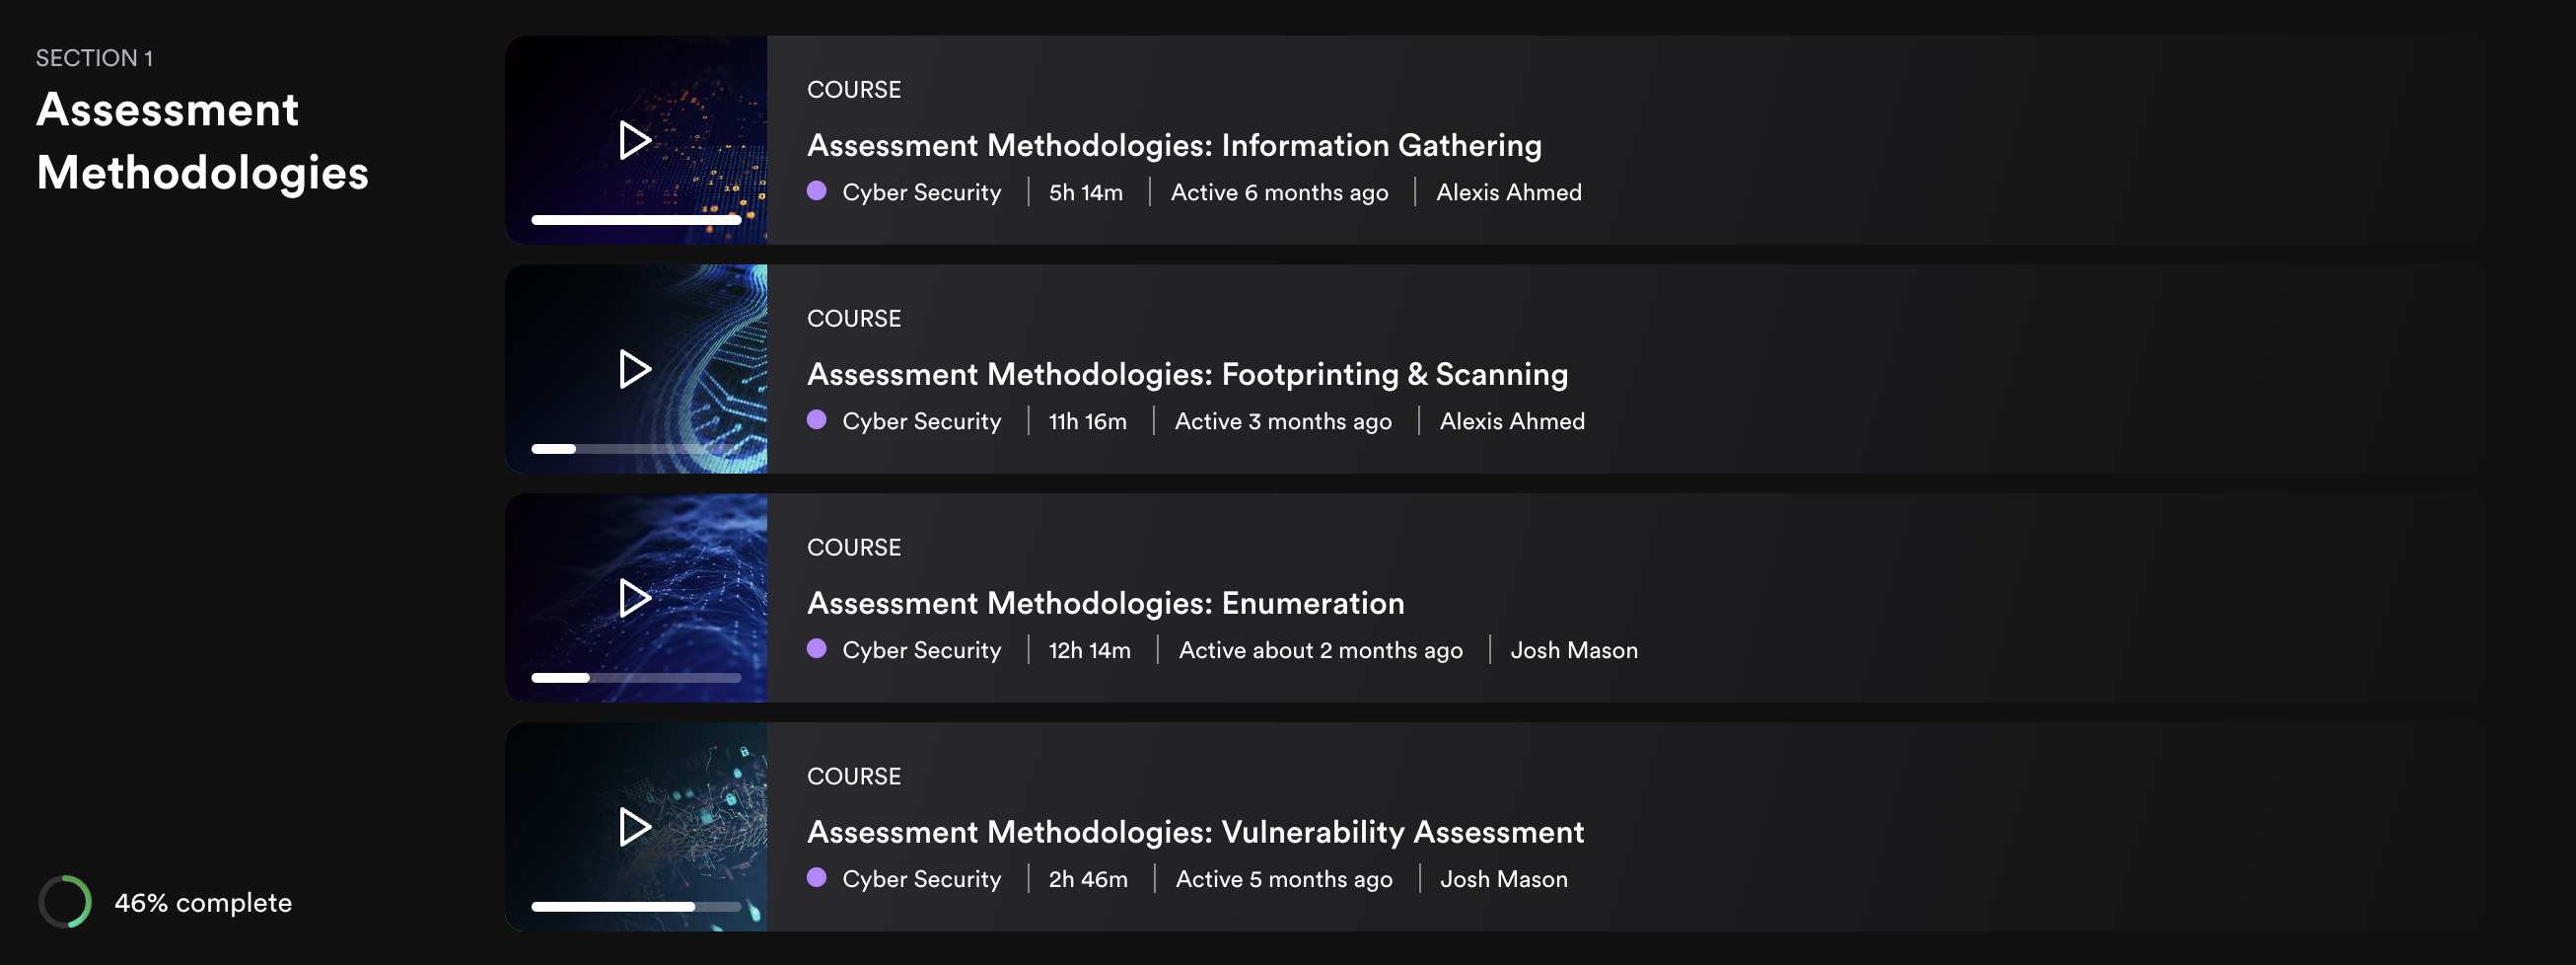 SECTION 1
Assessment
Methodologies
COURSE
Assessment Methodologies: Information Gathering
Cyber Security | 5h 14m | Active 6 months ago | Alexis Ahmed
COURSE
Assessment Methodologies: Footprinting & Scanning
Cyber Security | 11h 16m | Active 3 months ago | Alexis Ahmed
COURSE
Assessment Methodologies: Enumeration
Cyber Security | 12h 14m | Active about 2 months ago | Josh Mason
COURSE
Assessment Methodologies: Vulnerability Assessment
Cyber Security | 2h 46m | Active 5 months ago | Josh Mason
46% complete